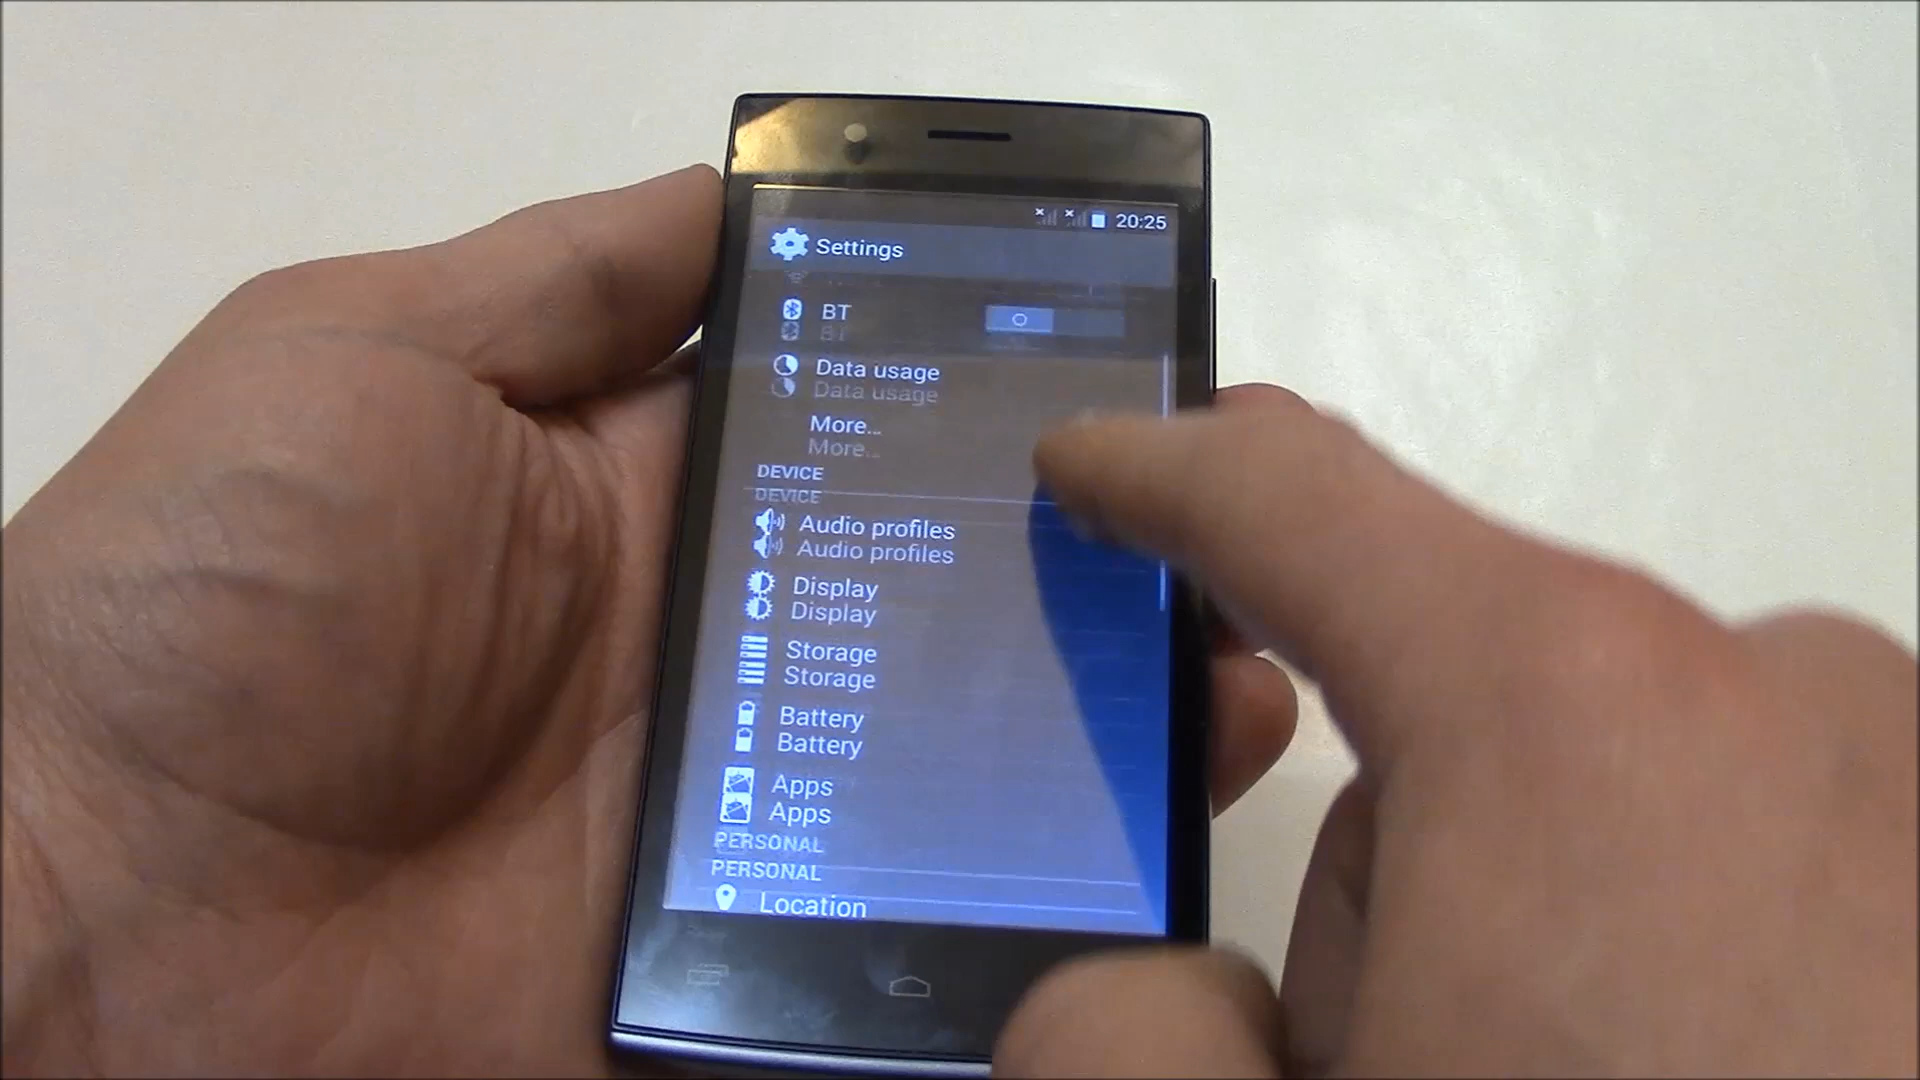 20:25
Settings
BT
BT
Data usage
Data usage
More...
More...
DEVICE
DEVICE
Audio profiles
Audio profiles
Display
Display
Storage
Storage
Battery
Battery
Apps
Apps
PERSONAL
PERSONAL
Location